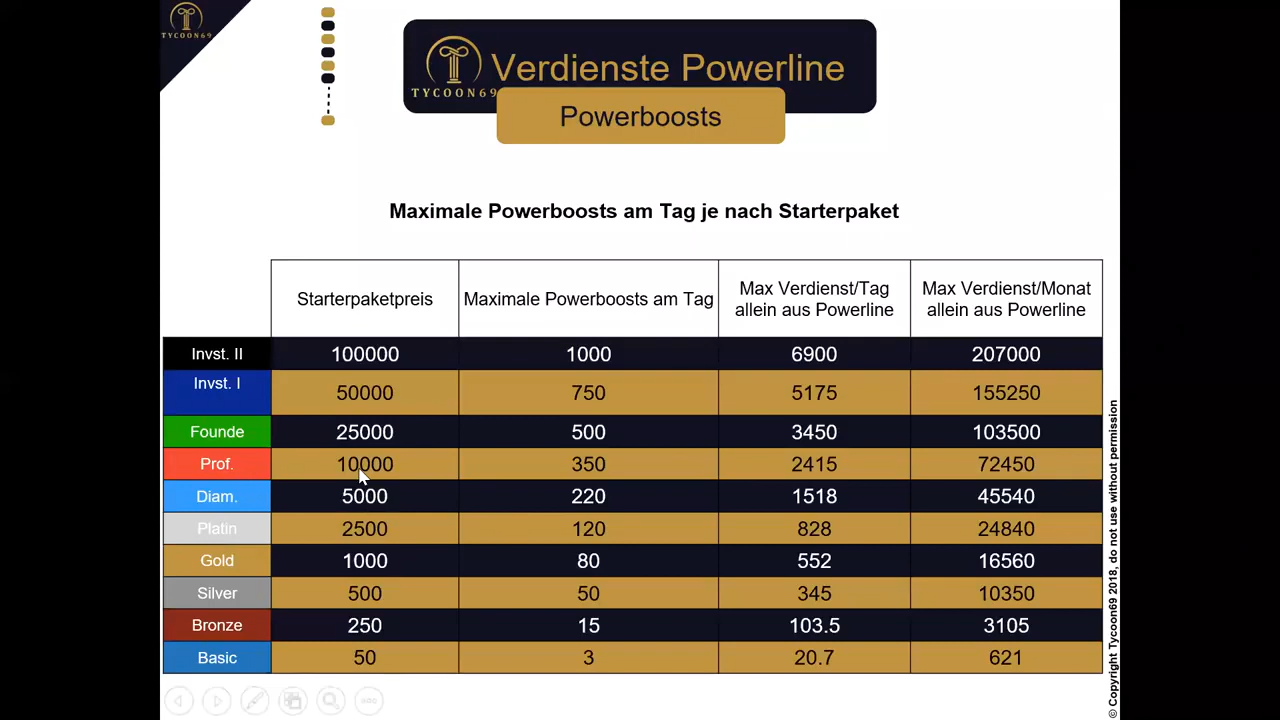 TYCOON69
TYCOON69
Verdienste Powerline
Powerboosts
Maximale Powerboosts am Tag je nach Starterpaket
Starterpaketpreis Maximale Powerboosts am Tag Max Verdienst/Tag allein aus Powerline Max Verdienst/Monat allein aus Powerline
Invst. II 100000 1000 6900 207000
Invst. I 50000 750 5175 155250
Founde 25000 500 3450 103500
Prof. 10000 350 2415 72450
Diam. 5000 220 1518 45540
Platin 2500 120 828 24840
Gold 1000 80 552 16560
Silver 500 50 345 10350
Bronze 250 15 103.5 3105
Basic 50 3 20.7 621
© Copyright Tycoon69 2018, do not use without permission